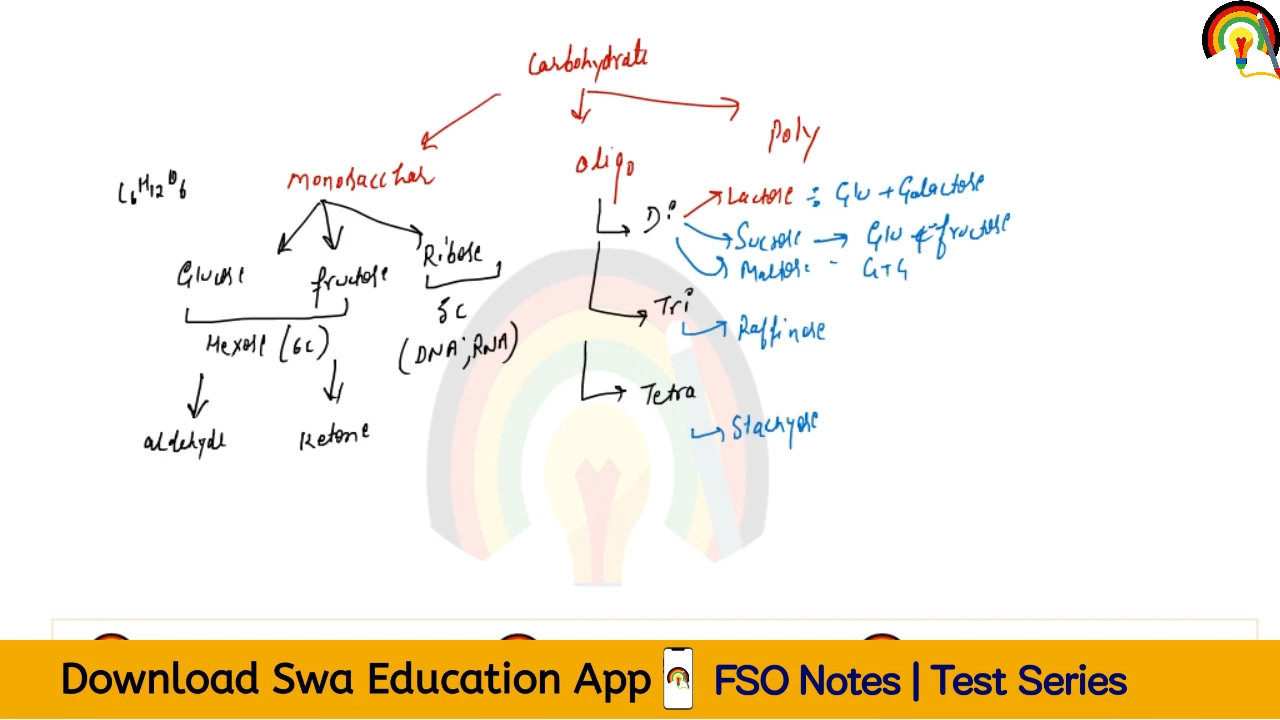 Carbohydrate
Monosacchar
Oligo
Poly
C6H12O6
Glucose
fructose
Ribose
Hexose (6C)
5C
(DNA; RNA)
aldehyde
Ketone
Di
Lactose : Glu + Galactose
Sucrose → Glu + fructose
Maltose - G+G
Tri
Raffinose
Tetra
Stachyose
Download Swa Education App
FSO Notes | Test Series